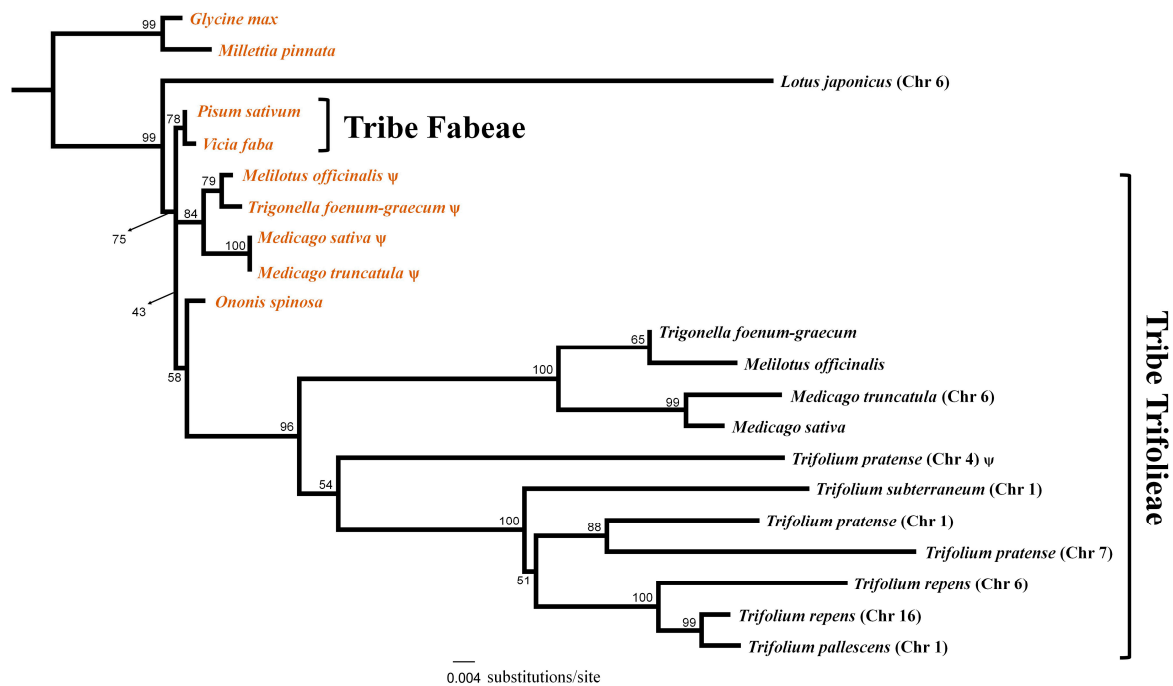 99
Glycine max
Millettia pinnata
Lotus japonicus (Chr 6)
99
78
Pisum sativum
Vicia faba
Tribe Fabeae
75
84
79
Melilotus officinalis ψ
Trigonella foenum-graecum ψ
100
Medicago sativa ψ
Medicago truncatula ψ
43
Ononis spinosa
58
96
100
65
Trigonella foenum-graecum
Melilotus officinalis
99
Medicago truncatula (Chr 6)
Medicago sativa
54
Trifolium pratense (Chr 4) ψ
100
Trifolium subterraneum (Chr 1)
88
Trifolium pratense (Chr 1)
Trifolium pratense (Chr 7)
51
100
Trifolium repens (Chr 6)
99
Trifolium repens (Chr 16)
Trifolium pallescens (Chr 1)
Tribe Trifolieae
0.004 substitutions/site